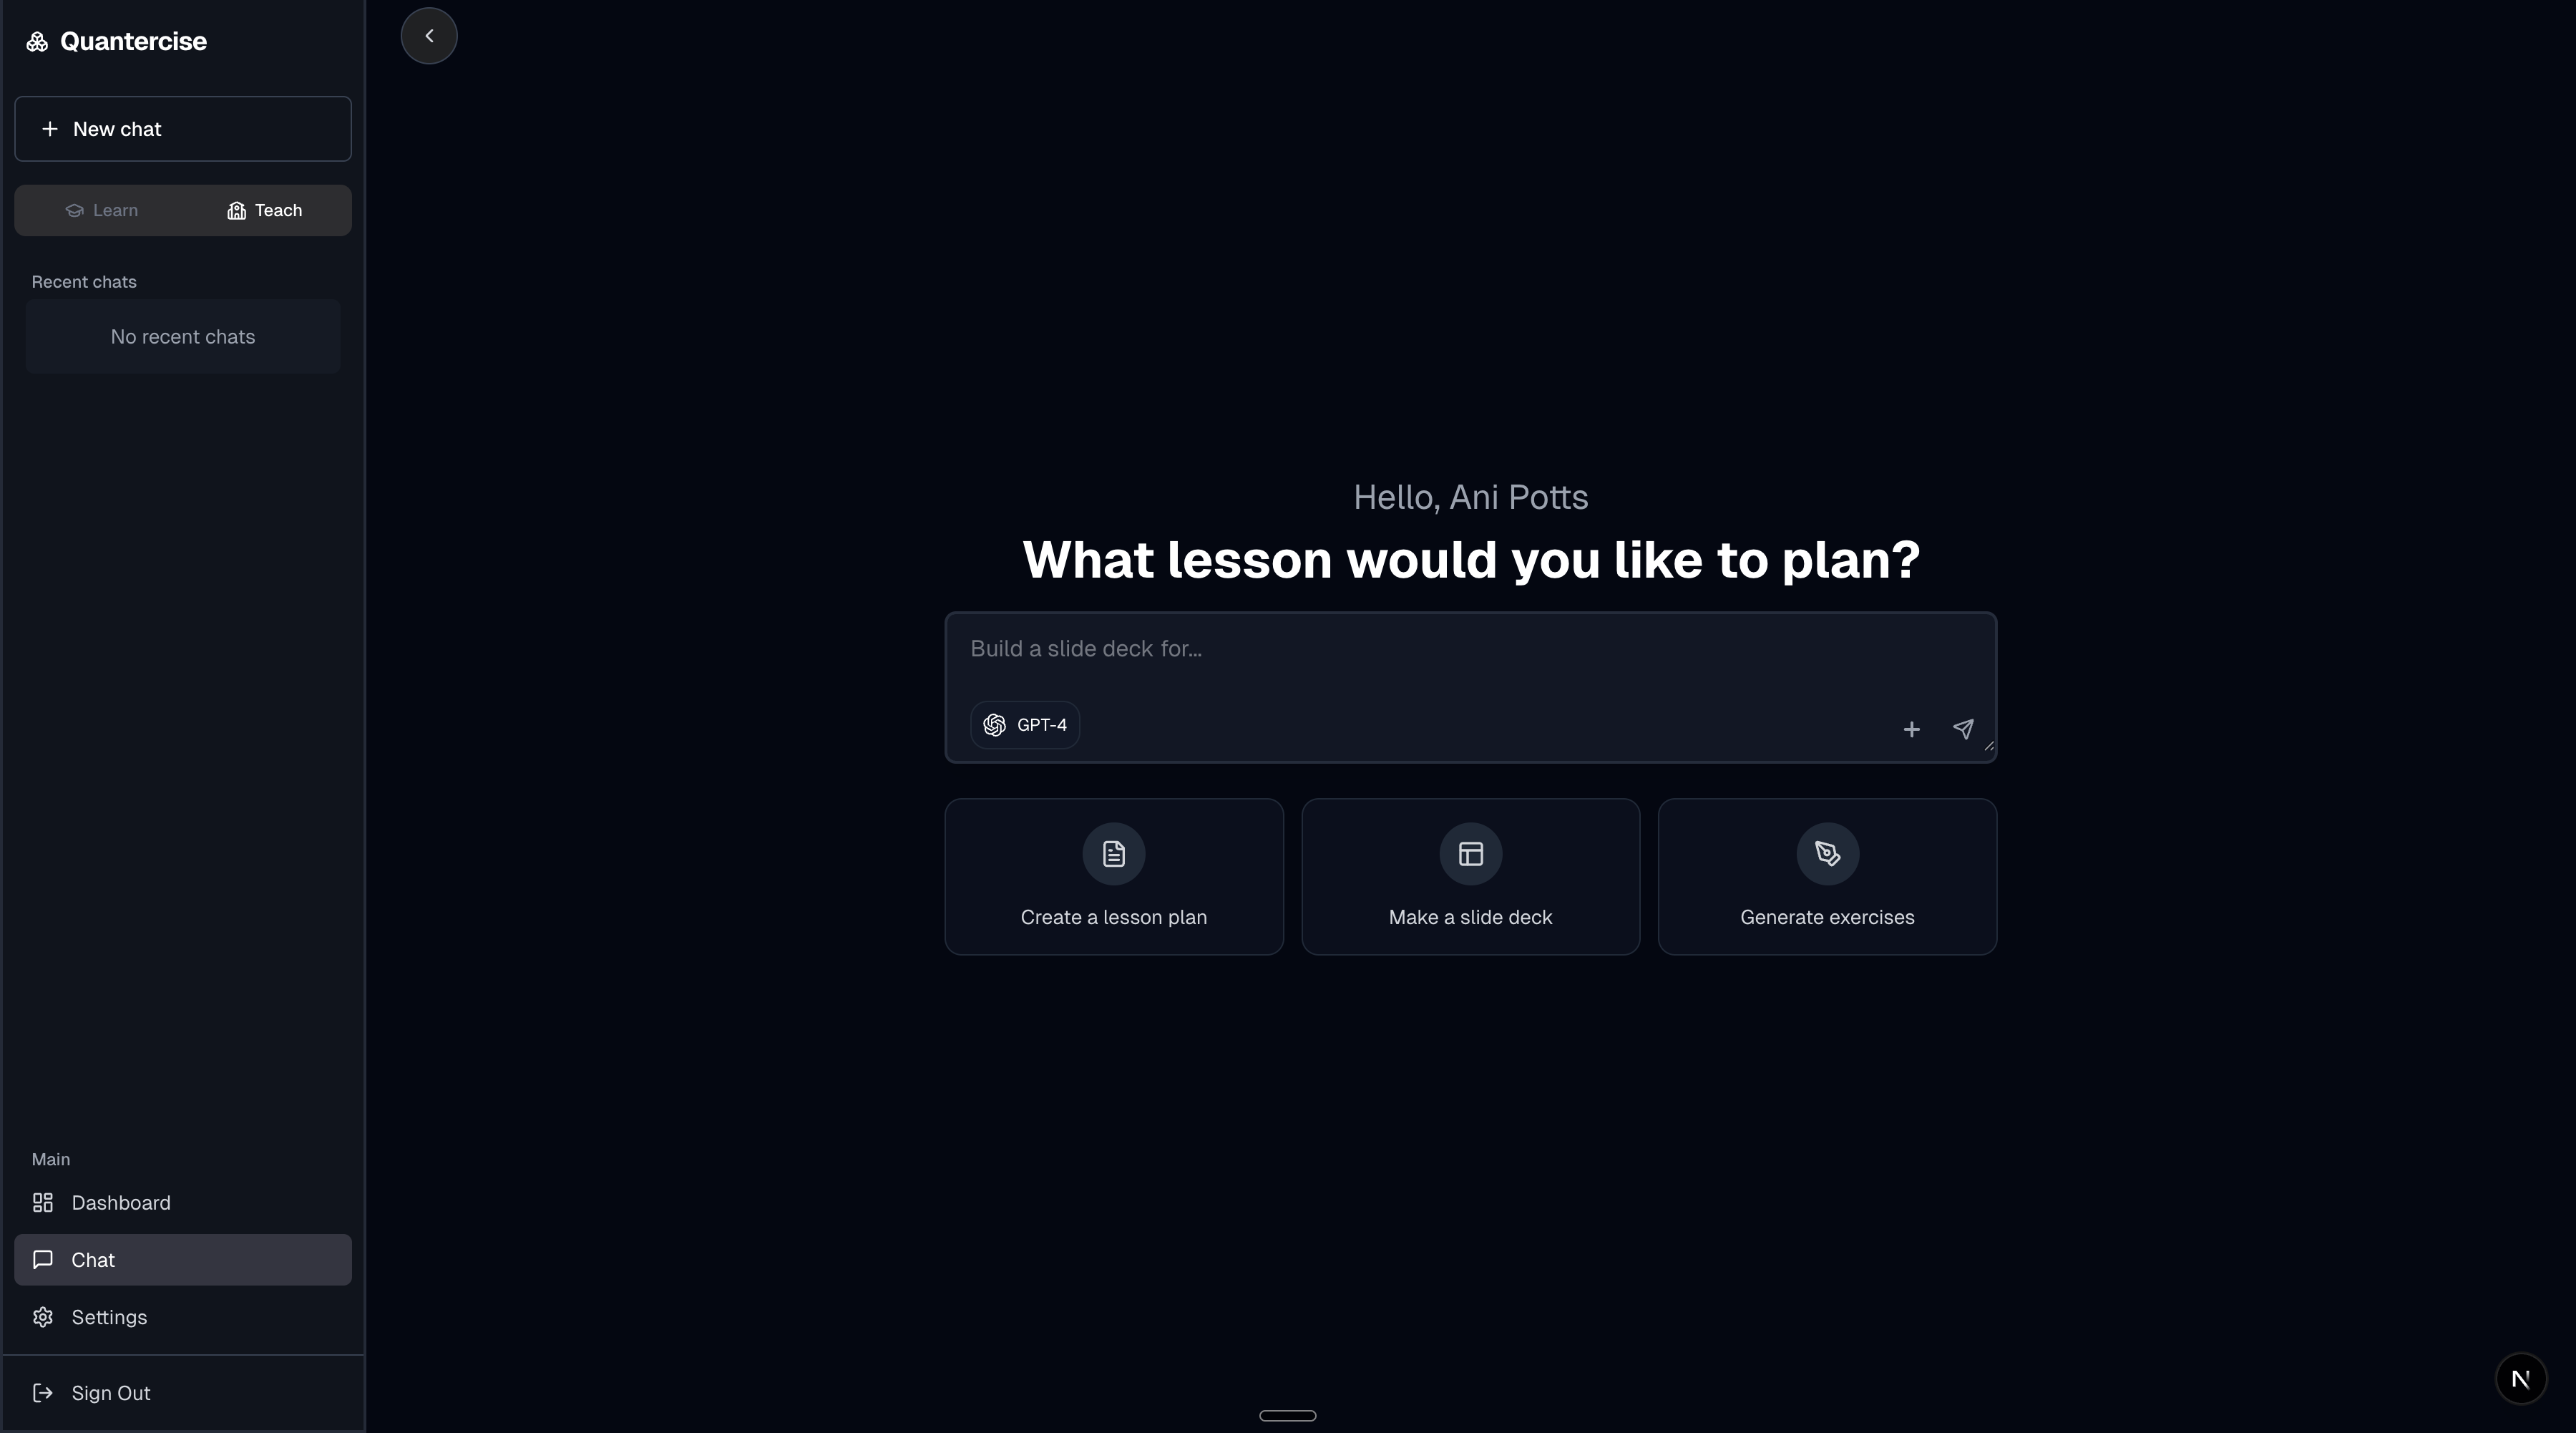 Quantercise
New chat
Learn
Teach
Recent chats
No recent chats
Hello, Ani Potts
What lesson would you like to plan?
Build a slide deck for...
GPT-4
Create a lesson plan
Make a slide deck
Generate exercises
Main
Dashboard
Chat
Settings
Sign Out
N